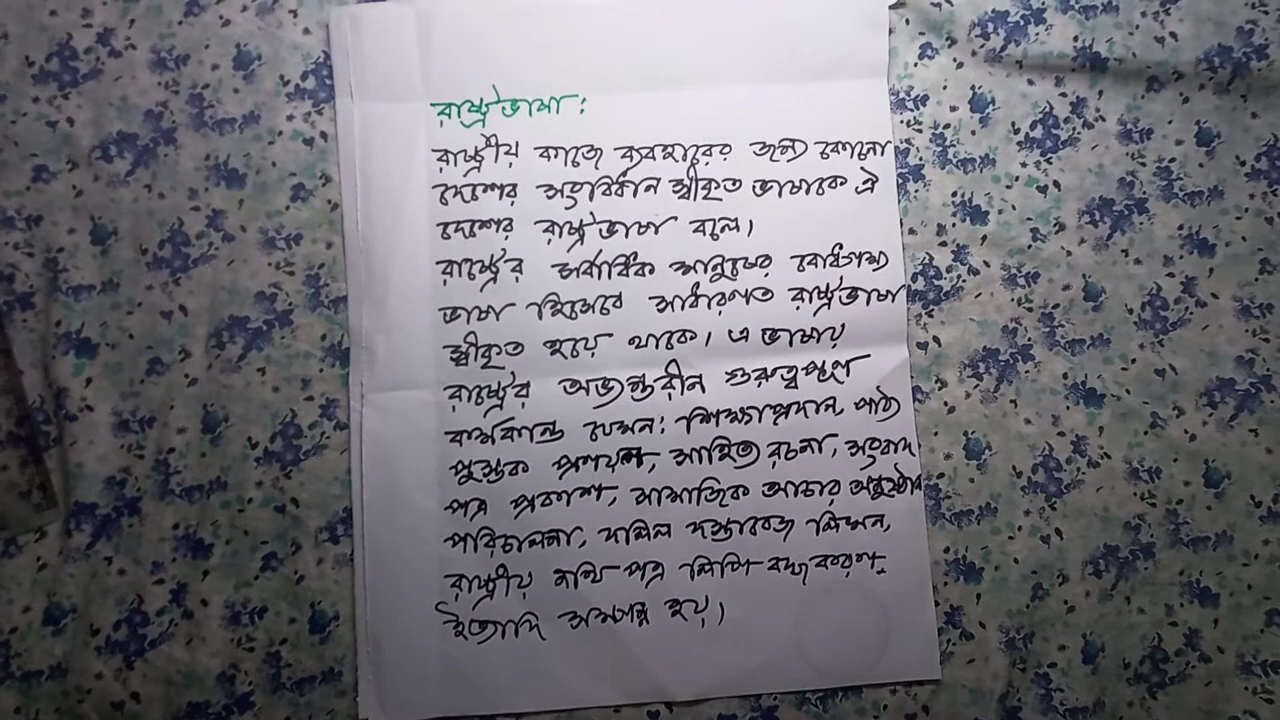 রাষ্ট্রভাষা:
রাষ্ট্রীয় কাজে ব্যবহারের জন্য কোনো
দেশের সংবিধান স্বীকৃত ভাষাকে ঐ
দেশের রাষ্ট্রভাষা বলে।
রাষ্ট্রের সর্বাধিক মানুষের বোধগম্য
ভাষা হিসেবে সাধারণত রাষ্ট্রভাষা
স্বীকৃত হয়ে থাকে। এ ভাষায়
রাষ্ট্রের অভ্যন্তরীন গুরুত্বপূর্ণ
কর্মকান্ড যেমন: শিক্ষাপ্রদান, পাঠ্য
পুস্তক প্রণয়ন, সাহিত্য রচনা, সংবাদ
পত্র প্রকাশ, সামাজিক আচার অনুষ্ঠান
পরিচালনা, দলিল দস্তাবেজ লিখন,
রাষ্ট্রীয় নথি পত্র লিপি বদ্ধকরণ
ইত্যাদি সম্পন্ন হয়।